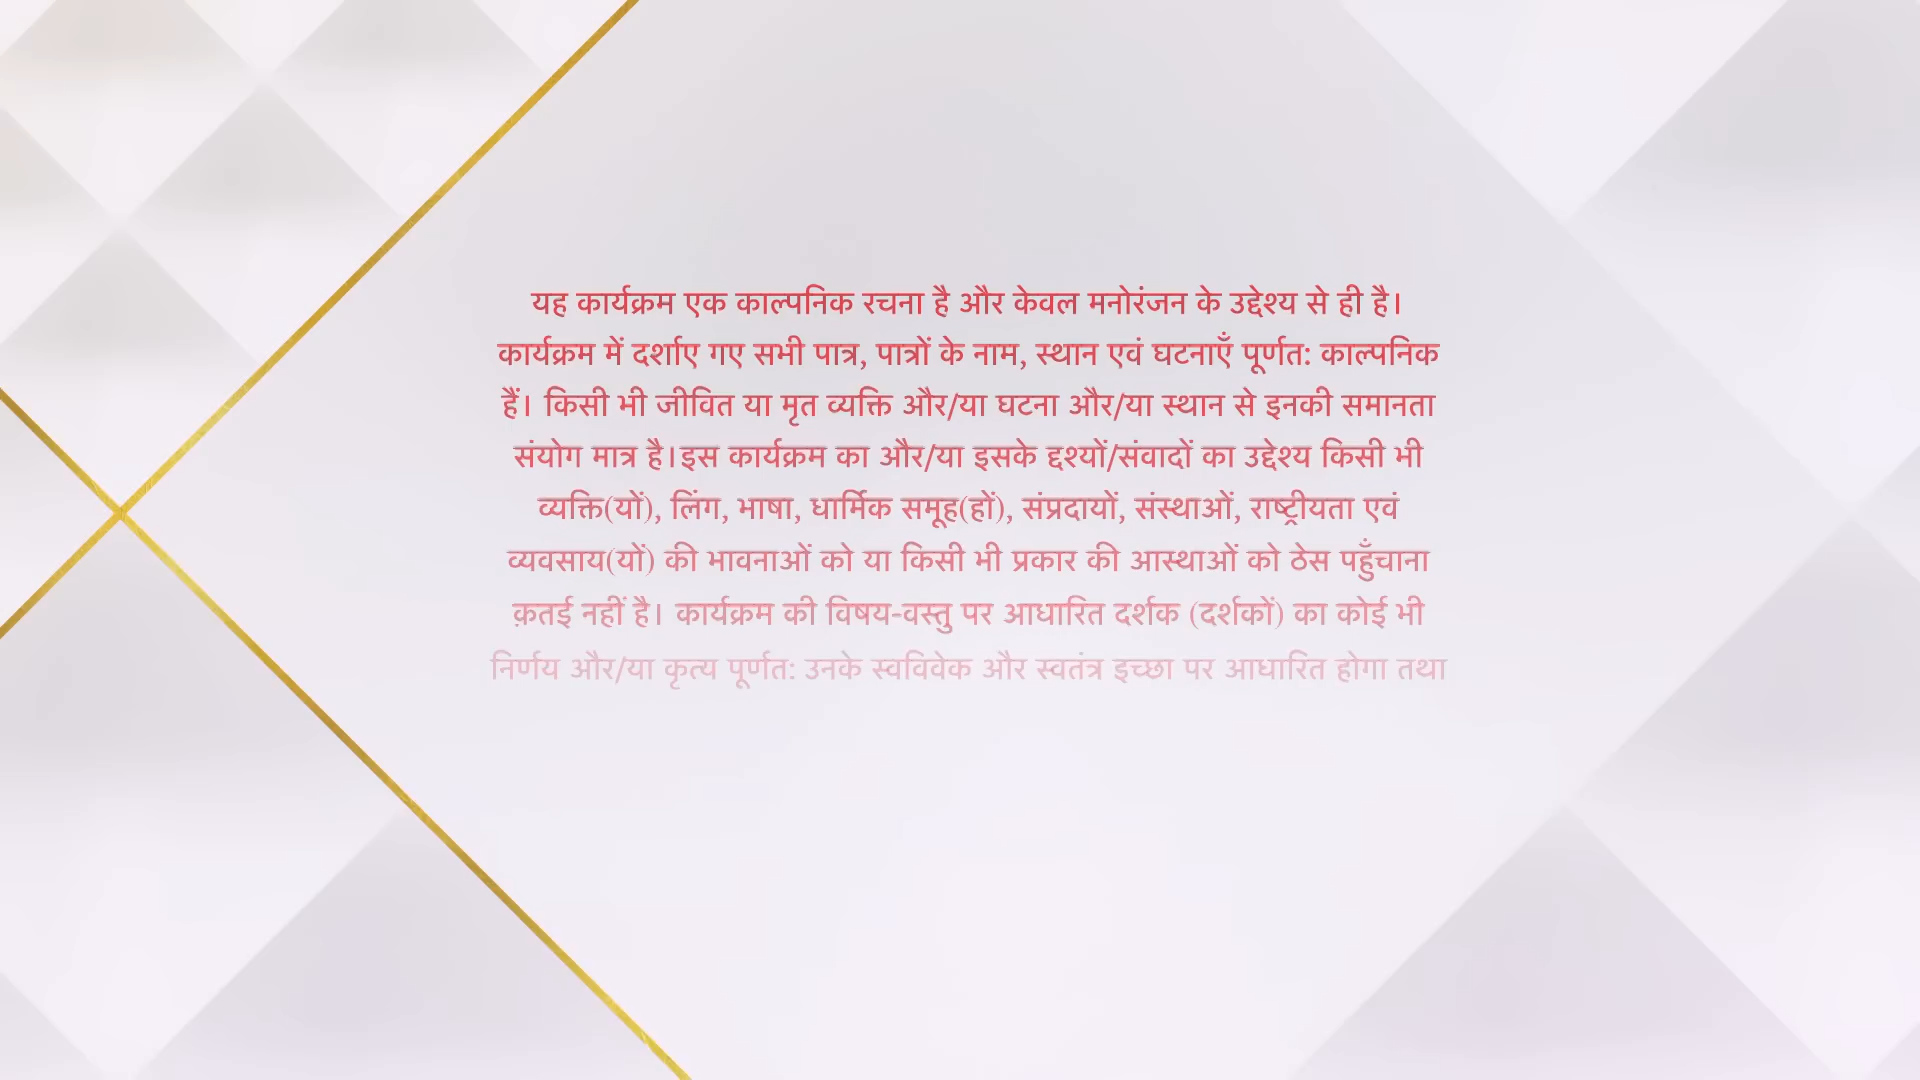 यह कार्यक्रम एक काल्पनिक रचना है और केवल मनोरंजन के उद्देश्य से ही है।
कार्यक्रम में दर्शाए गए सभी पात्र, पात्रों के नाम, स्थान एवं घटनाएँ पूर्णत: काल्पनिक
हैं। किसी भी जीवित या मृत व्यक्ति और/या घटना और/या स्थान से इनकी समानता
संयोग मात्र है।इस कार्यक्रम का और/या इसके द्दश्यों/संवादों का उद्देश्य किसी भी
व्यक्ति(यों), लिंग, भाषा, धार्मिक समूह(हों), संप्रदायों, संस्थाओं, राष्ट्रीयता एवं
व्यवसाय(यों) की भावनाओं को या किसी भी प्रकार की आस्थाओं को ठेस पहुँचाना
क़तई नहीं है। कार्यक्रम की विषय-वस्तु पर आधारित दर्शक (दर्शकों) का कोई भी
निर्णय और/या कृत्य पूर्णत: उनके स्वविवेक और स्वतंत्र इच्छा पर आधारित होगा तथा